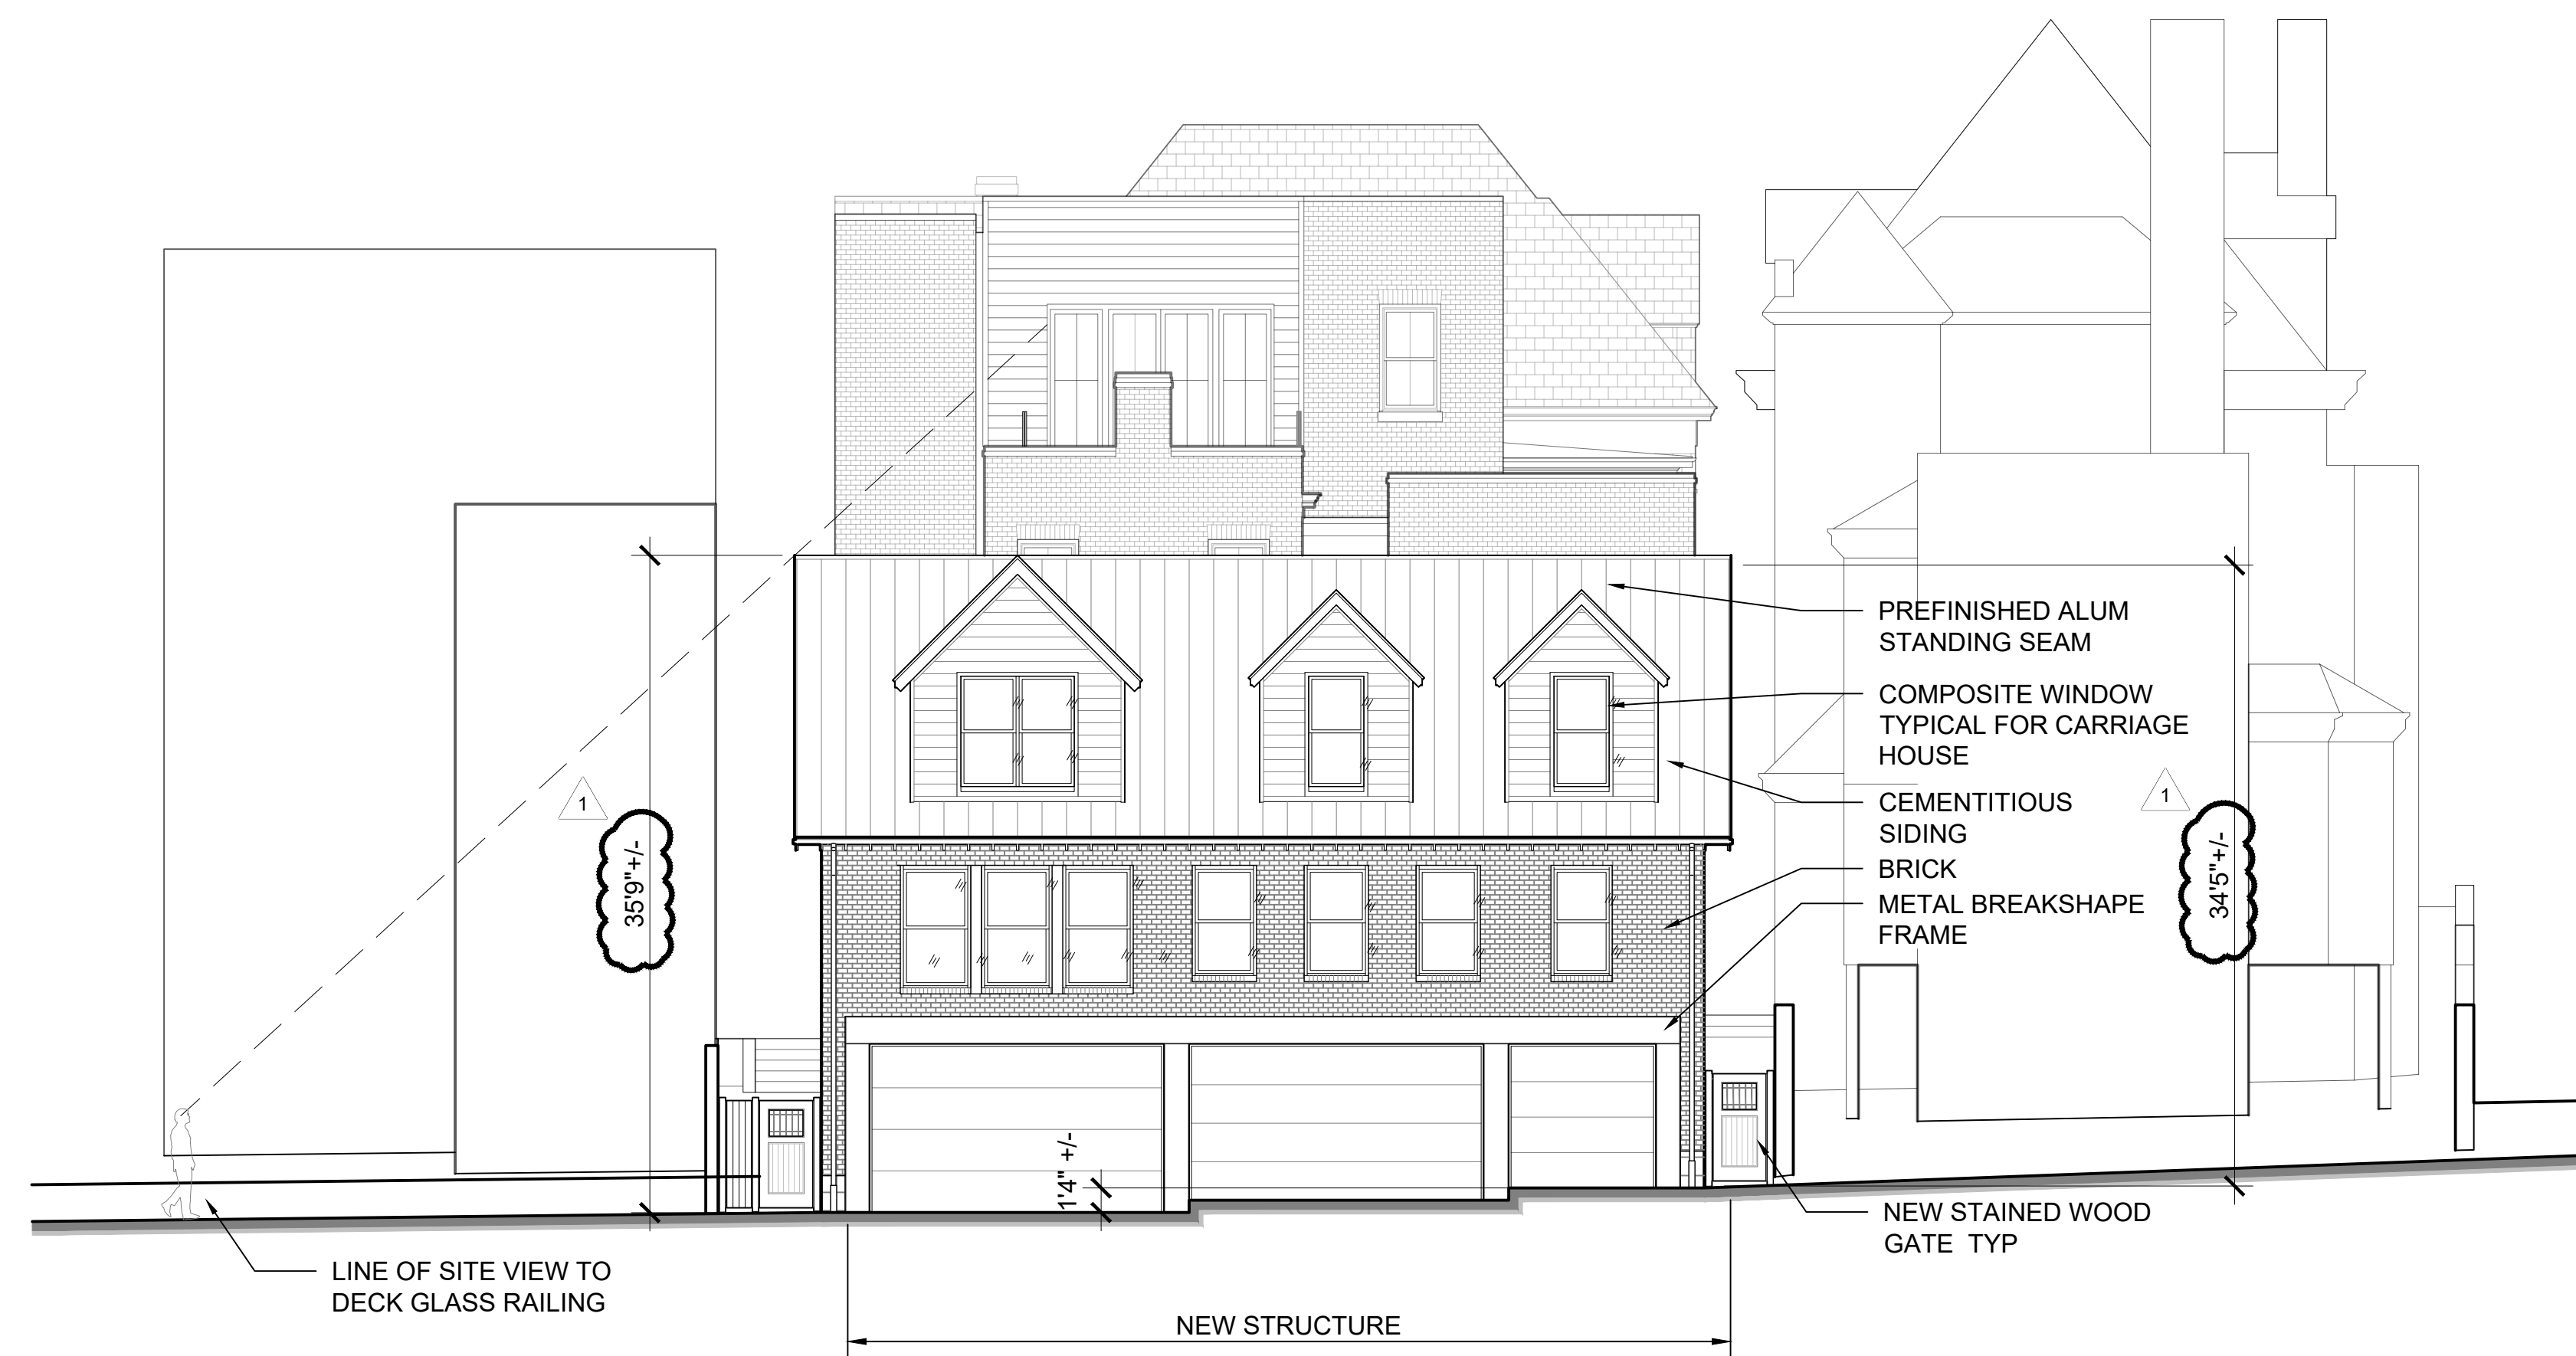 PREFINISHED ALUM
STANDING SEAM
COMPOSITE WINDOW
TYPICAL FOR CARRIAGE
HOUSE
1
1
CEMENTITIOUS
SIDING
35'9"+/-
34'5"+/-
BRICK
METAL BREAKSHAPE
FRAME
1'4" +/-
NEW STAINED WOOD
GATE TYP
LINE OF SITE VIEW TO
DECK GLASS RAILING
NEW STRUCTURE